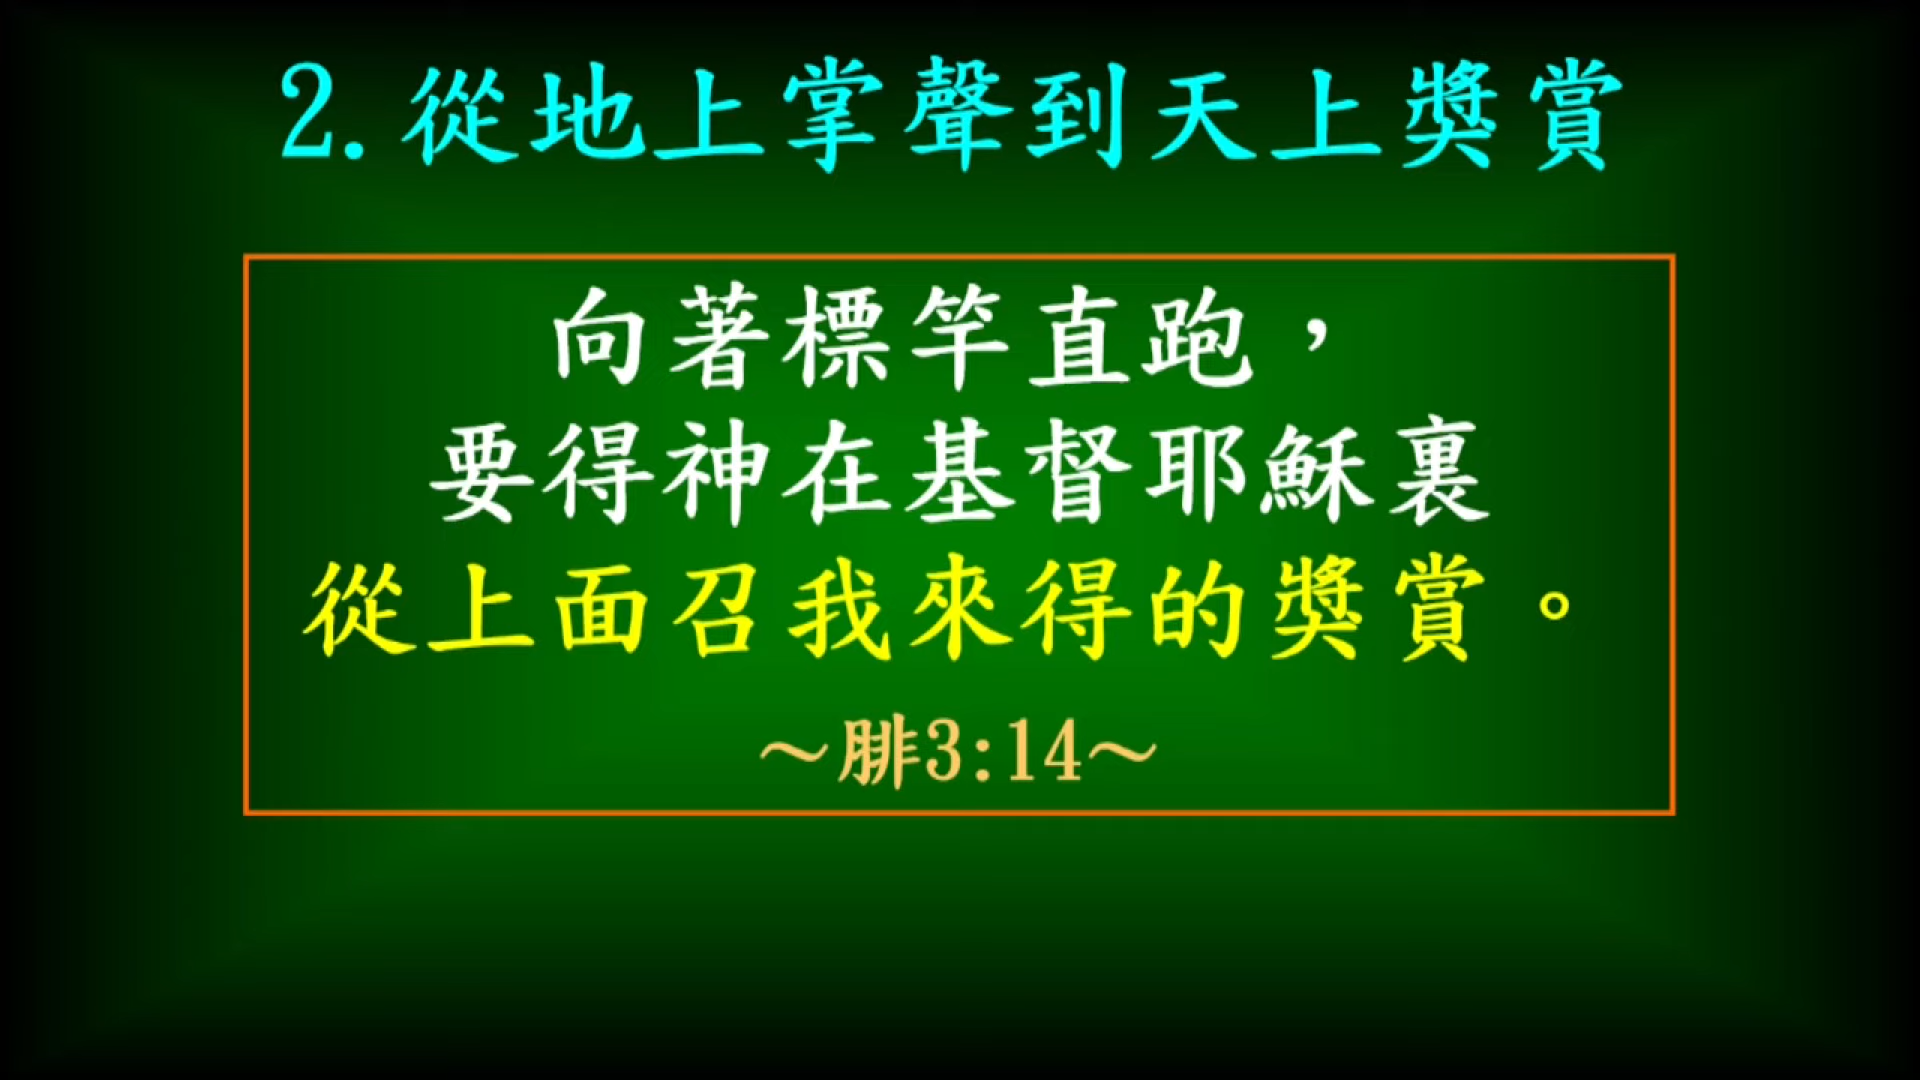 2.從地上掌聲到天上獎賞
向著標竿直跑，
要得神在基督耶穌裏
從上面召我來得的獎賞。
～腓3:14～